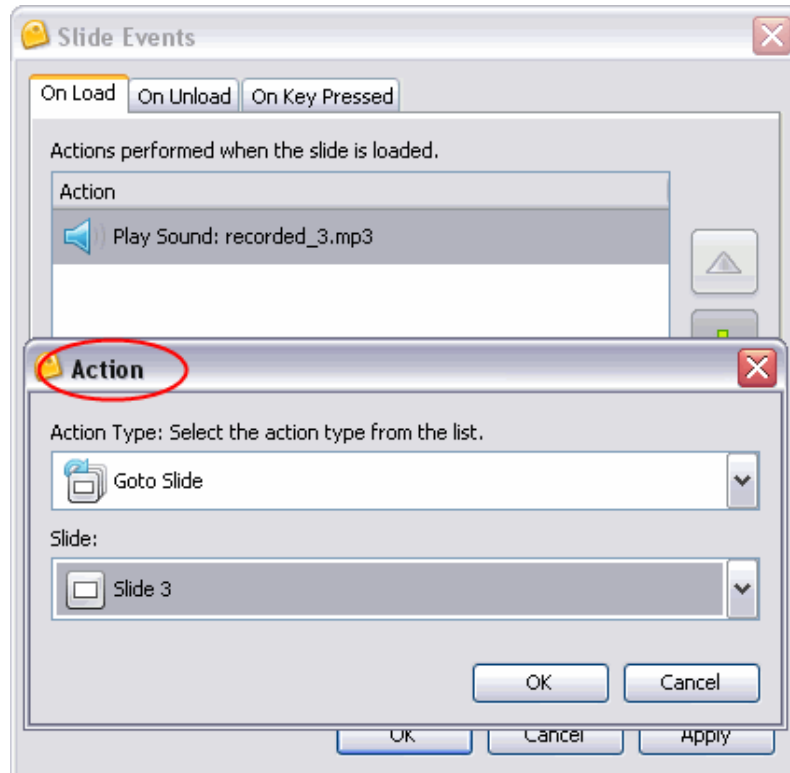 Slide Events
On Load On Unload On Key Pressed
Actions performed when the slide is loaded.
Action
Play Sound: recorded_3.mp3
Action
Action Type: Select the action type from the list.
Goto Slide
Slide:
Slide 3
OK Cancel
OK Cancel Apply